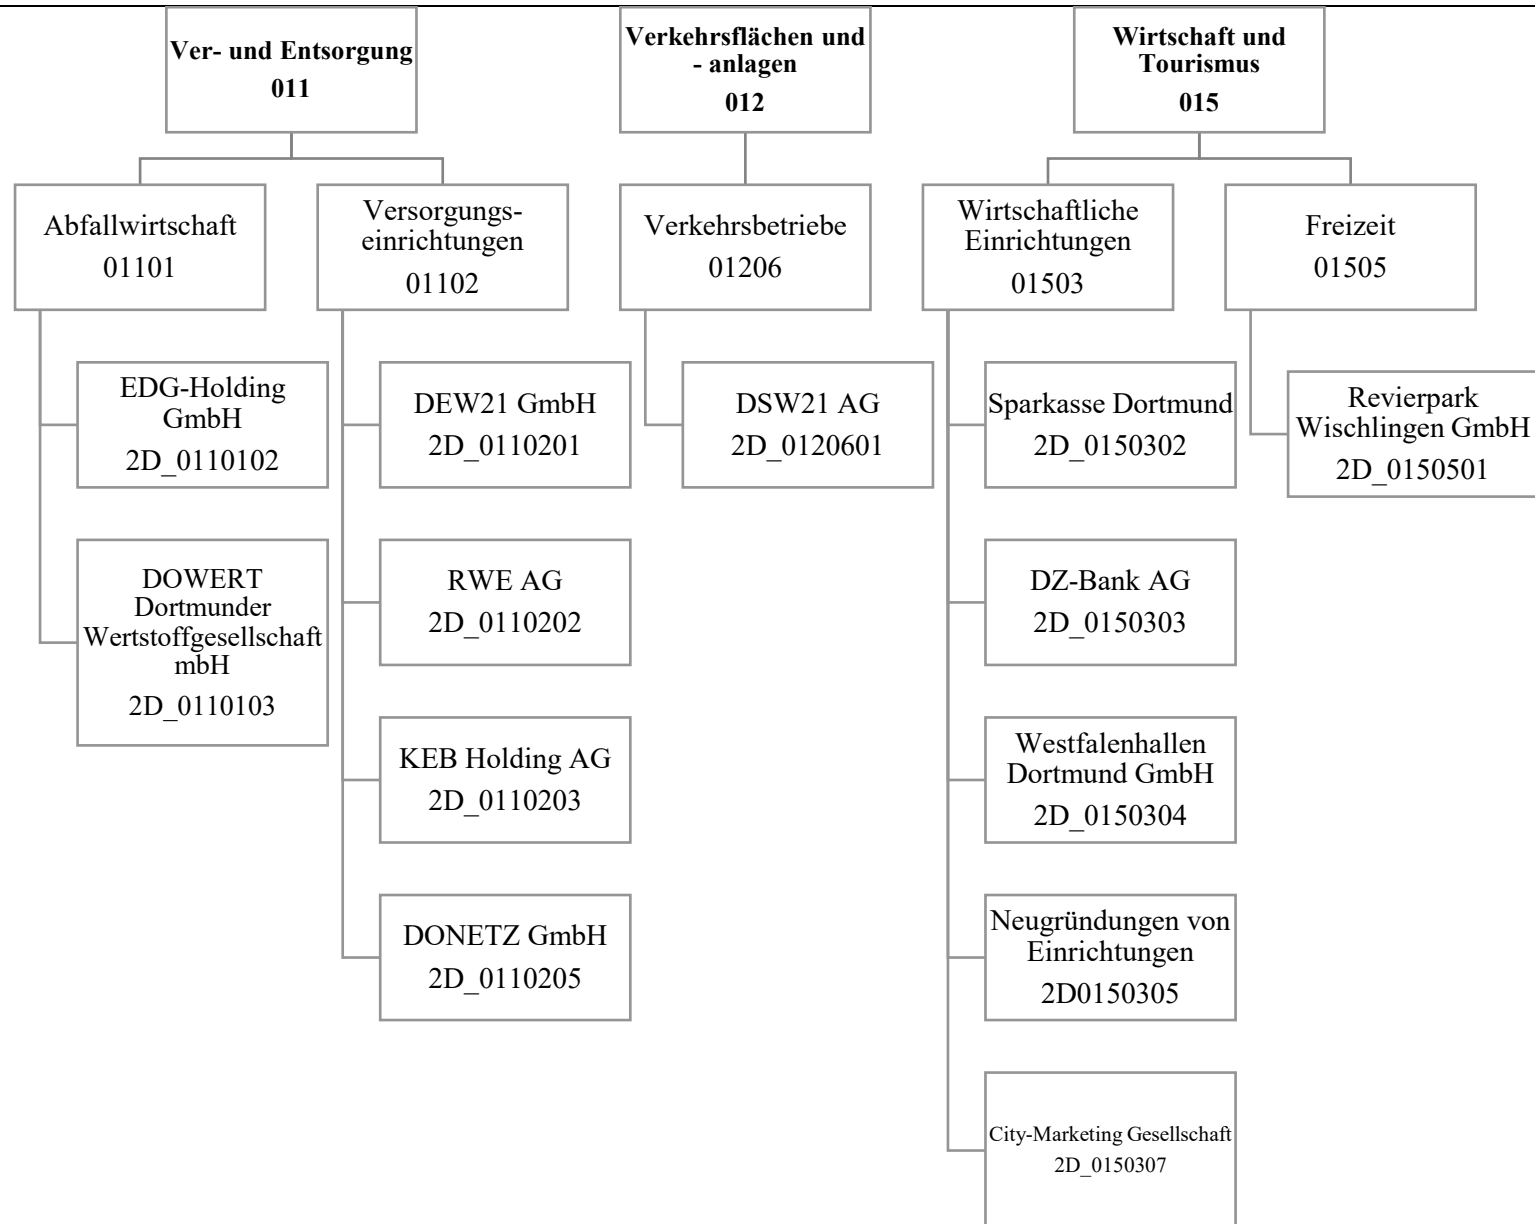 Ver- und Entsorgung
011
Verkehrsflächen und
- anlagen
012
Wirtschaft und
Tourismus
015
Abfallwirtschaft
01101
Versorgungs-
einrichtungen
01102
Verkehrsbetriebe
01206
Wirtschaftliche
Einrichtungen
01503
Freizeit
01505
EDG-Holding
GmbH
2D_0110102
DOWERT
Dortmunder
Wertstoffgesellschaft
mbH
2D_0110103
DEW21 GmbH
2D_0110201
RWE AG
2D_0110202
KEB Holding AG
2D_0110203
DONETZ GmbH
2D_0110205
DSW21 AG
2D_0120601
Sparkasse Dortmund
2D_0150302
DZ-Bank AG
2D_0150303
Westfalenhallen
Dortmund GmbH
2D_0150304
Neugründungen von
Einrichtungen
2D0150305
City-Marketing Gesellschaft
2D_0150307
Revierpark
Wischlingen GmbH
2D_0150501